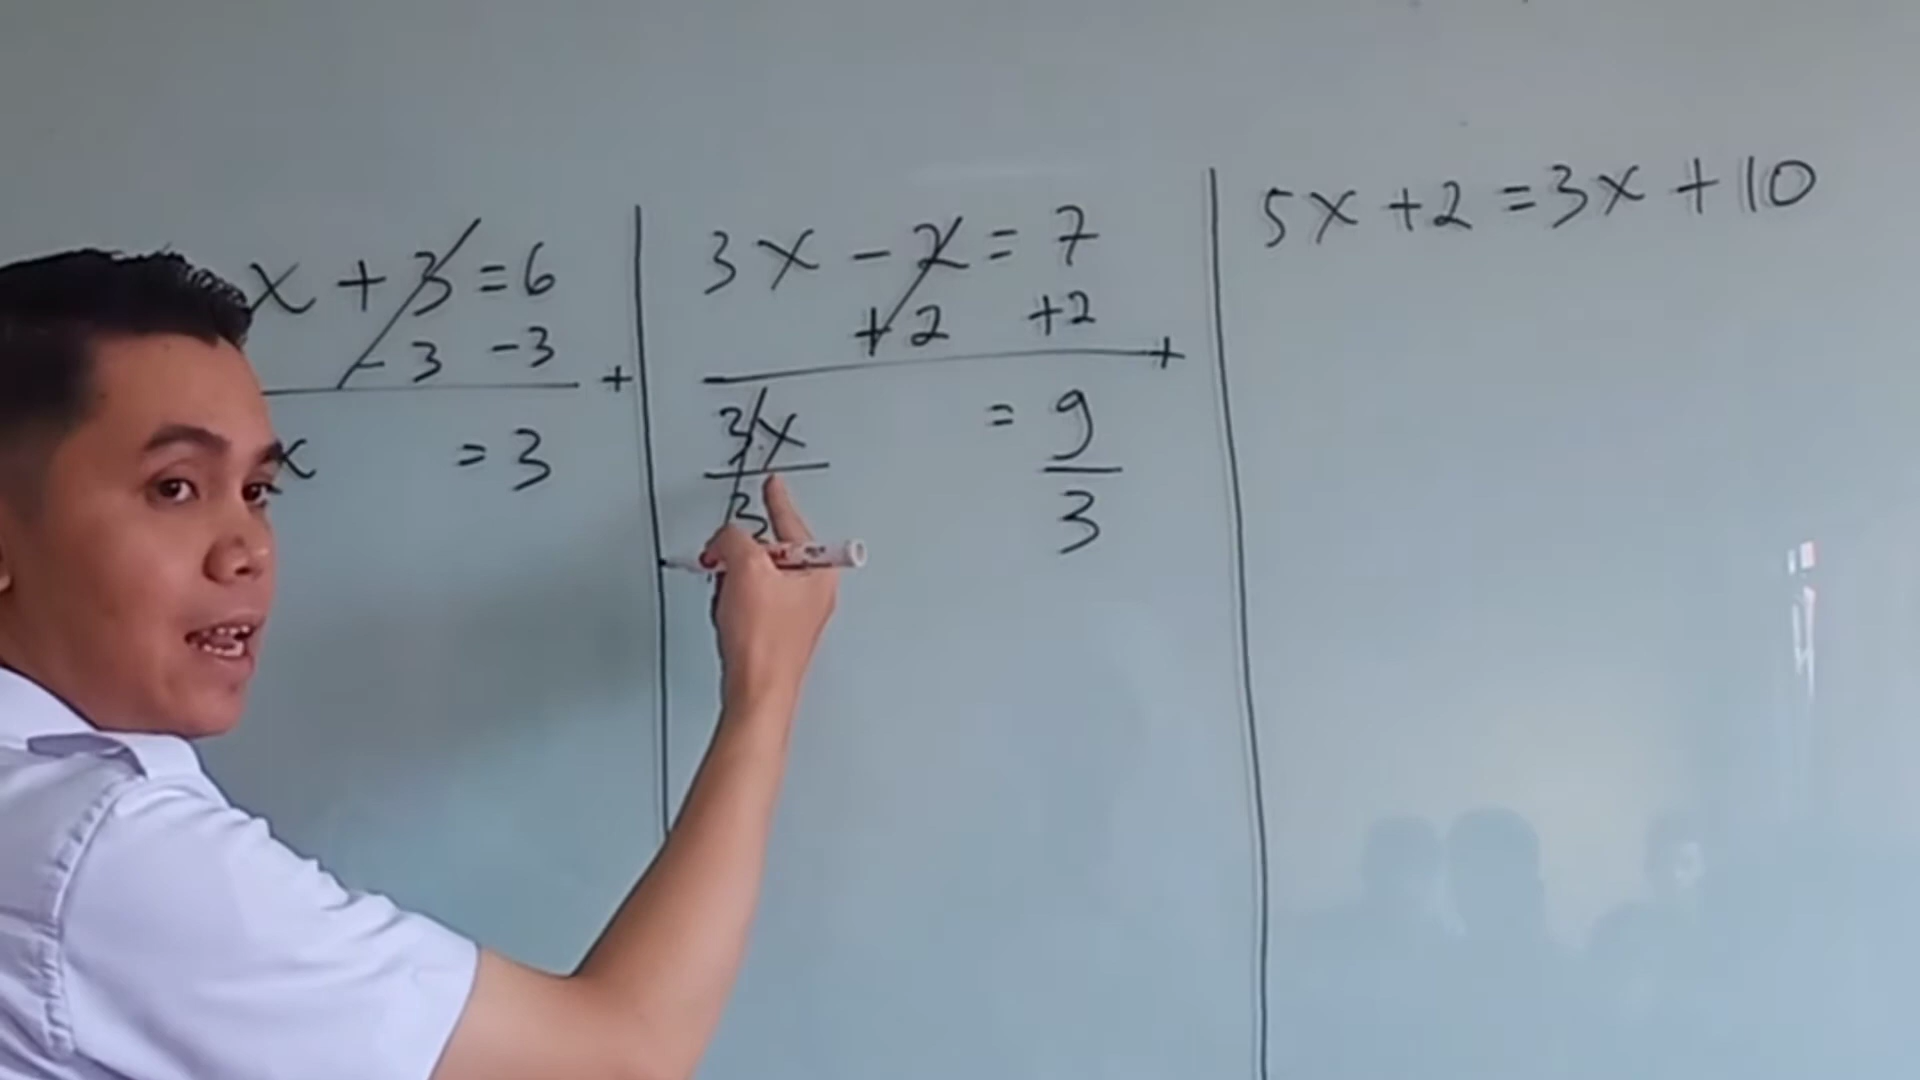 x + 3 = 6
- 3 -3
+
x = 3
3x - 2 = 7
+2 +2
+
3x = 9
3 3
5x + 2 = 3x + 10